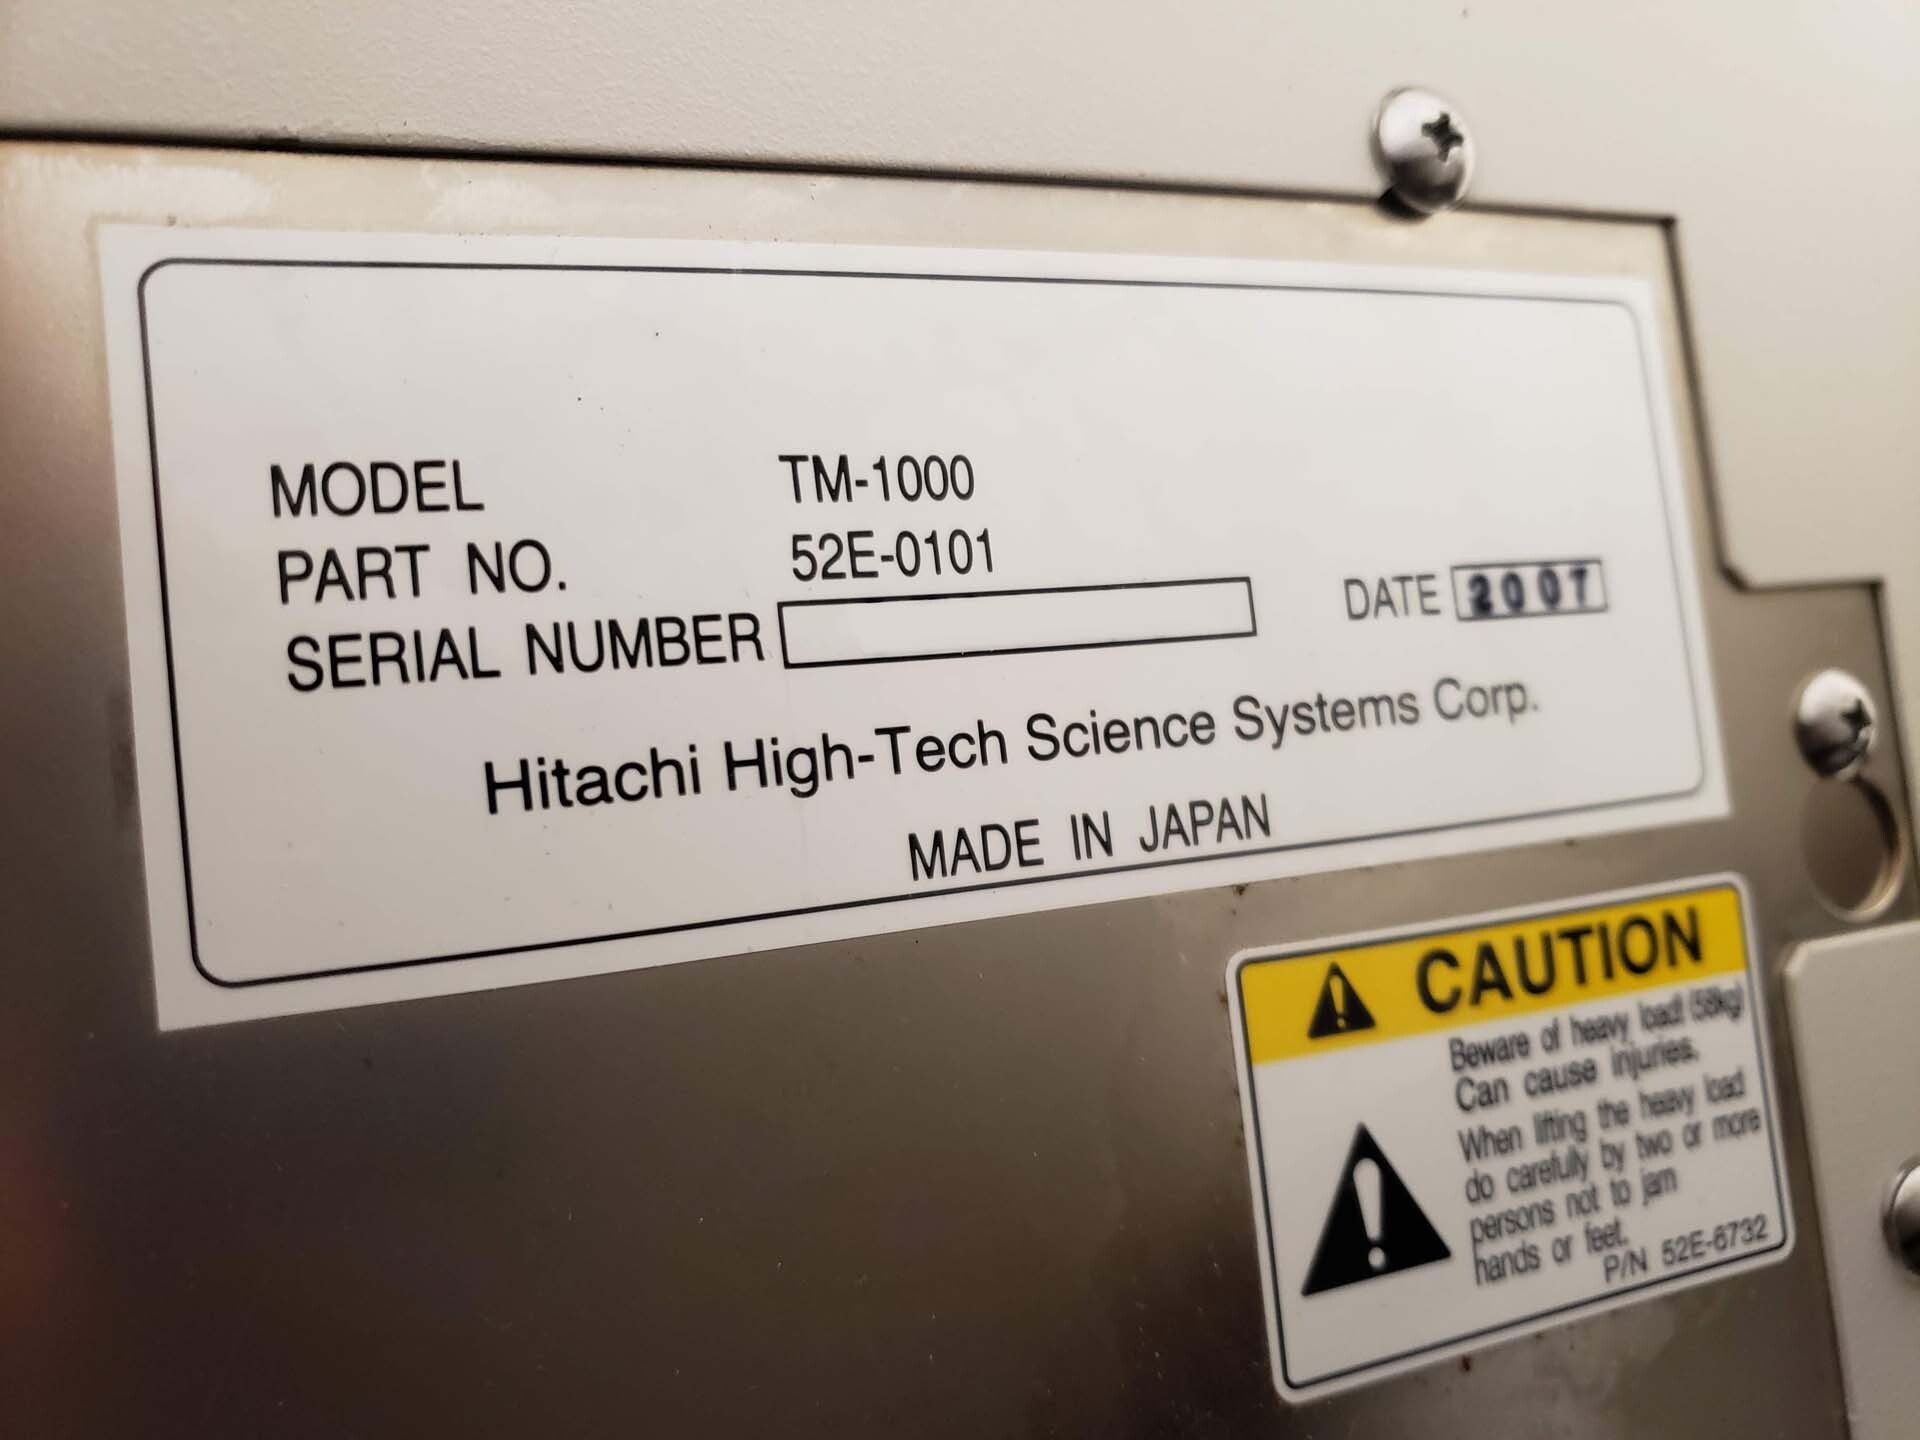 MODEL TM-1000
PART NO. 52E-0101
SERIAL NUMBER DATE 2007
Hitachi High-Tech Science Systems Corp.
MADE IN JAPAN
CAUTION
Beware of heavy load! (58kg)
Can cause injuries.
When lifting the heavy load
do carefully by two or more
persons not to jam
hands or feet.
P/N 52E-6732